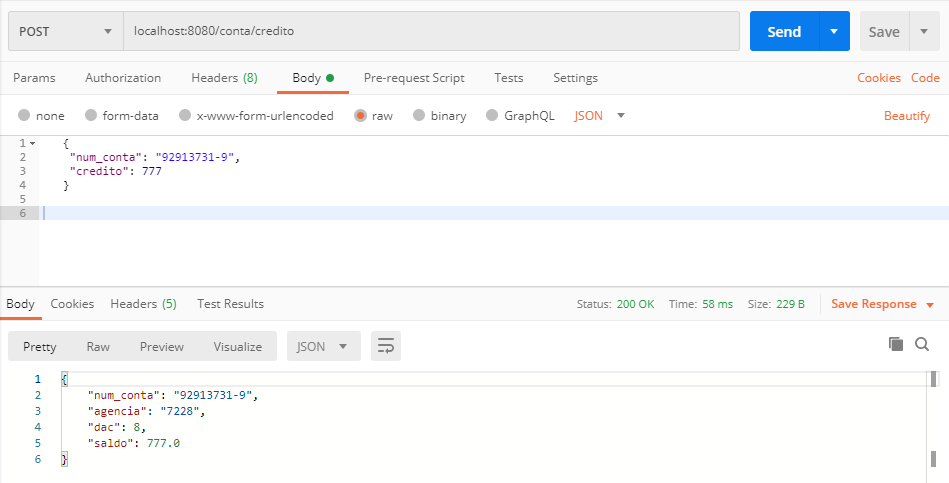 POST localhost:8080/conta/credito Send Save
Params Authorization Headers (8) Body Pre-request Script Tests Settings Cookies Code
none form-data x-www-form-urlencoded raw binary GraphQL JSON Beautify
1 {
2 "num_conta": "92913731-9",
3 "credito": 777
4 }
5
6
Body Cookies Headers (5) Test Results Status: 200 OK Time: 58 ms Size: 229 B Save Response
Pretty Raw Preview Visualize JSON
1 {
2 "num_conta": "92913731-9",
3 "agencia": "7228",
4 "dac": 8,
5 "saldo": 777.0
6 }